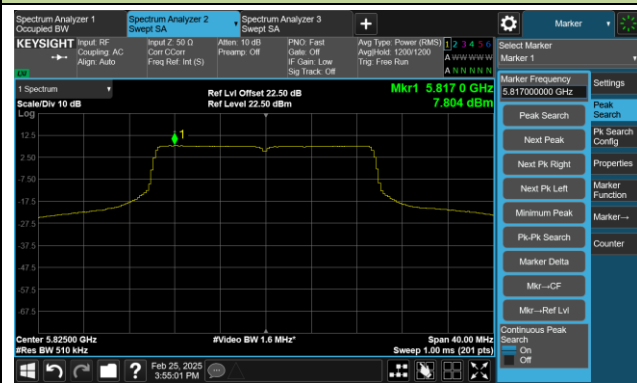 Spectrum Analyzer 1
Occupied BW
Spectrum Analyzer 2
Swept SA
Spectrum Analyzer 3
Swept SA
Marker
KEYSIGHT
Input: RF
Coupling: AC
Align: Auto
Input Z: 50 Ω
Corr CCorr
Freq Ref: Int (S)
Atten: 10 dB
Preamp: Off
PNO: Fast
Gate: Off
IF Gain: Low
Sig Track: Off
Avg Type: Power (RMS)
Avg|Hold: 1200/1200
Trig: Free Run
1 2 3 4 5 6
A W W W W W
A N N N N N
Select Marker
Marker 1
1 Spectrum
Scale/Div 10 dB
Log
Ref Lvl Offset 22.50 dB
Ref Level 22.50 dBm
Mkr1 5.817 0 GHz
7.804 dBm
12.5
2.50
-7.50
-17.5
-27.5
-37.5
-47.5
-57.5
-67.5
1
Center 5.82500 GHz
#Res BW 510 kHz
#Video BW 1.6 MHz*
Span 40.00 MHz
Sweep 1.00 ms (201 pts)
Marker Frequency
5.817000000 GHz
Peak Search
Next Peak
Next Pk Right
Next Pk Left
Minimum Peak
Pk-Pk Search
Marker Delta
Mkr→CF
Mkr→Ref Lvl
Continuous Peak
Search
On
Off
Settings
Peak
Search
Pk Search
Config
Properties
Marker
Function
Marker→
Counter
Feb 25, 2025
3:55:01 PM